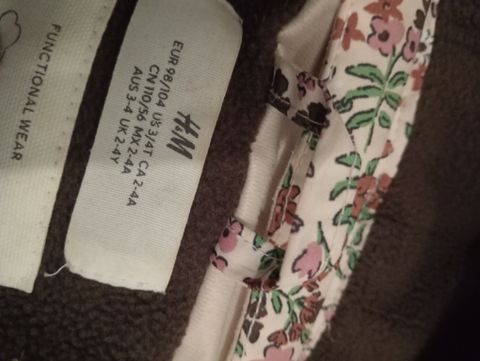 FUNCTIONAL WEAR
H&M
EUR 98/104 US 3/4T CA 2-4A
CN 110/56 MX 2-4A
AUS 3-4 UK 2-4Y